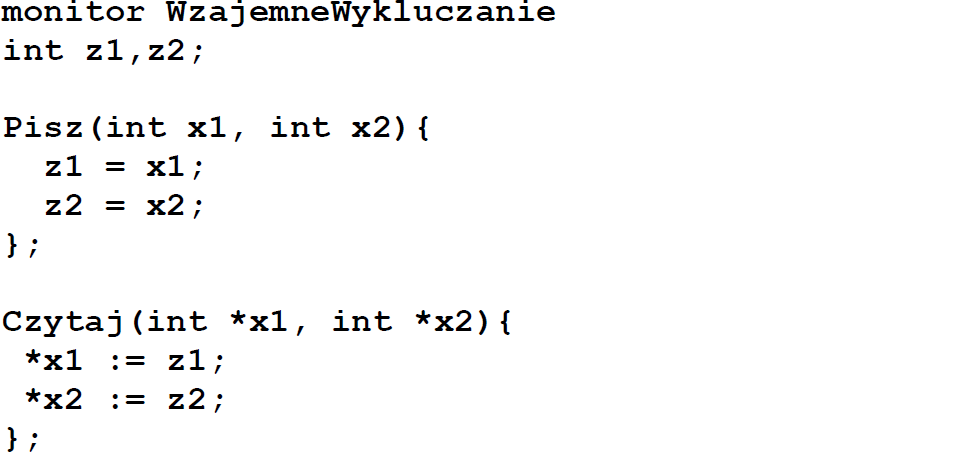 monitor WzajemneWykluczanie
int z1,z2;
Pisz(int x1, int x2){
z1 = x1;
z2 = x2;
};
Czytaj(int *x1, int *x2){
*x1 := z1;
*x2 := z2;
};